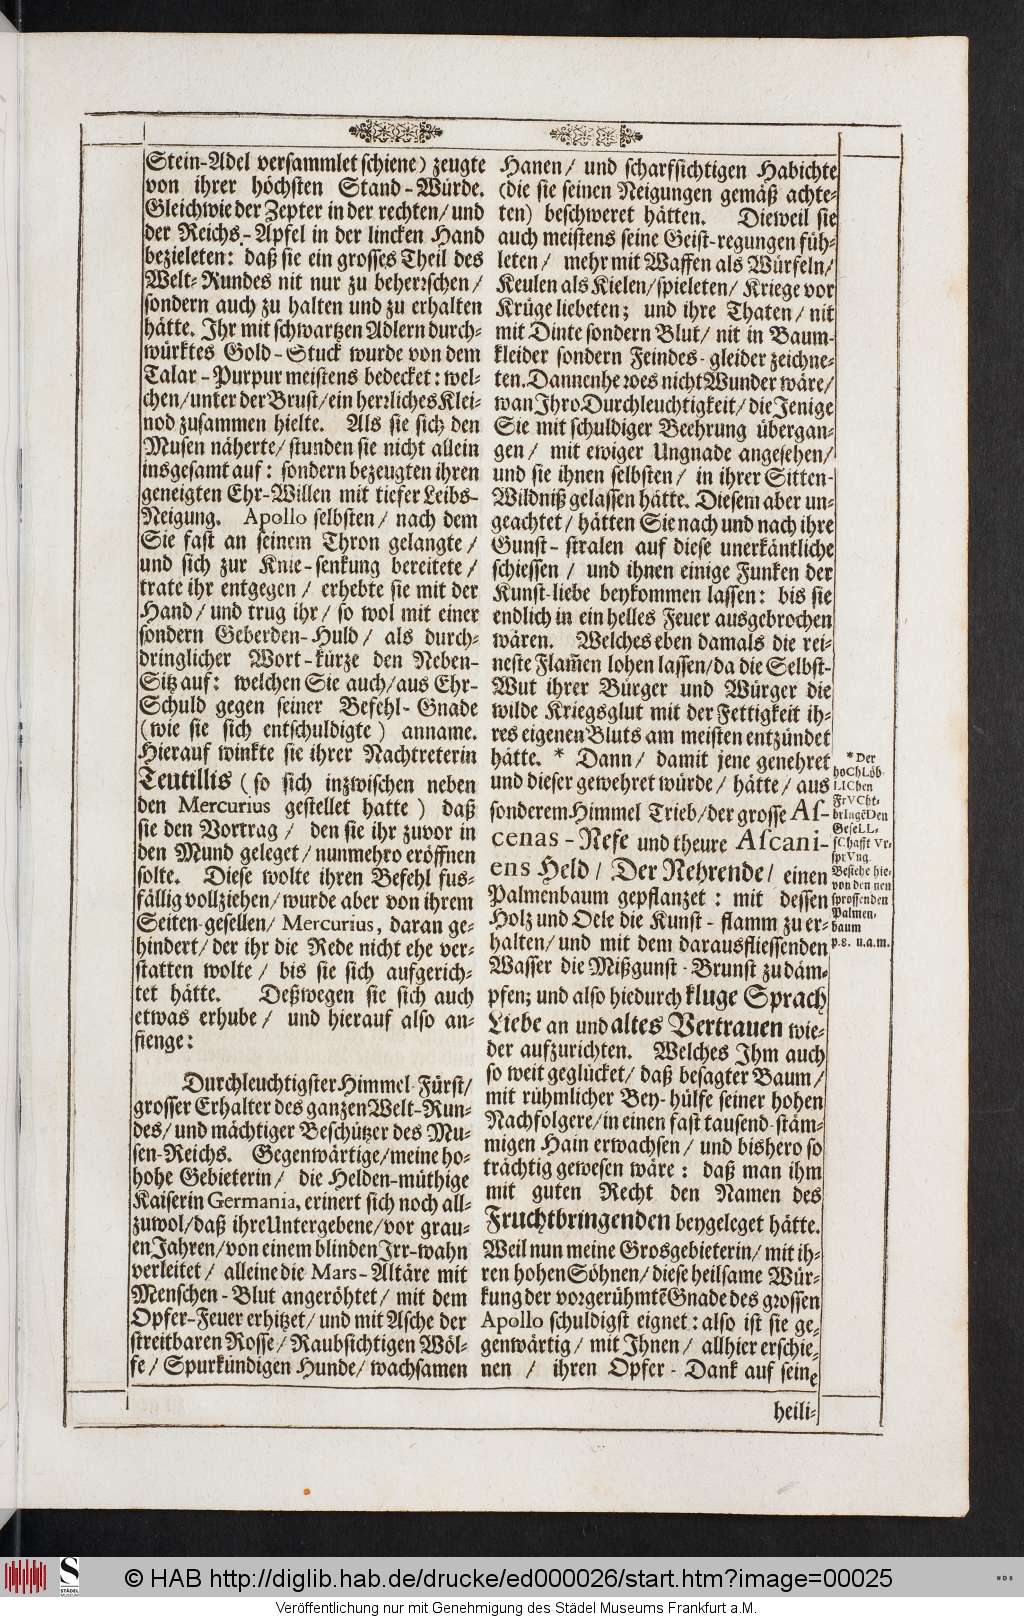 Stein-Adel versammlet schiene) zeugte
von ihrer höchsten Stand-Würde.
Gleichwie der Zepter in der rechten/ und
der Reichs-Apfel in der lincken Hand
bezieleten: daß sie ein grosses Theil des
Welt-Rundes nit nur zu beherrschen/
sondern auch zu halten und zu erhalten
hätte. Ihr mit schwartzen Adlern durch-
würktes Gold-Stuck wurde von dem
Talar-Purpur meistens bedecket: wel-
chen/ unter der Brust/ ein herrliches Klei-
nod zusammen hielte. Als sie sich den
Musen näherte/ stunden sie nicht allein
insgesamt auf: sondern bezeugten ihren
geneigten Ehr-Willen mit tiefer Leibs-
Neigung. Apollo selbsten/ nach dem
Sie fast an seinem Thron gelangte/
und sich zur Knie-senkung bereitete/
trate ihr entgegen/ erhebte sie mit der
Hand/ und trug ihr/ so wol mit einer
sondern Geberden-Huld/ als durch-
dringlicher Wort-kürze den Neben-
Sitz auf: welchen Sie auch/ aus Ehr-
Schuld gegen seiner Befehl-Gnade
(wie sie sich entschuldigte) anname.
Hierauf winkte sie ihrer Nachtreterin
Teutillis (so sich inzwischen neben
den Mercurius gestellet hatte) daß
sie den Vortrag/ den sie ihr zuvor in
den Mund geleget/ nunmehro eröffnen
solte. Diese wolte ihren Befehl fus-
fällig vollziehen/ wurde aber von ihrem
Seiten-gesellen/ Mercurius, daran ge-
hindert/ der ihr die Rede nicht ehe ver-
statten wolte/ bis sie sich aufgerich-
tet hätte. Deßwegen sie sich auch
etwas erhube/ und hierauf also an-
fienge:
Durchleuchtigster Himmel-Fürst/
grosser Erhalter des ganzen Welt-Run-
des/ und mächtiger Beschützer des Mu-
sen-Reichs. Gegenwärtige/ meine ho-
hohe Gebieterin/ die Helden-müthige
Kaiserin Germania, erinert sich noch all-
zuwol/ daß ihre Untergebene/ vor grau-
en Jahren/ von einem blinden Irr-wahn
verleitet/ alleine die Mars-Altäre mit
Menschen-Blut angeröhtet/ mit dem
Opfer-Feuer erhitzet/ und mit Asche der
streitbaren Rosse/ Raubsichtigen Wöl-
fe/ Spurkündigen Hunde/ wachsamen
Hanen/ und scharfsichtigen Habichte
(die sie seinen Neigungen gemäß achte-
ten) beschweret hätten. Dieweil sie
auch meistens seine Geist-regungen füh-
leten/ mehr mit Waffen als Würfeln/
Keulen als Kielen/ spieleten/ Kriege vor
Krüge liebeten; und ihre Thaten/ nit
mit Dinte sondern Blut/ nit in Baum-
kleider sondern Feindes-glieder zeichne-
ten. Dannenhero es nicht Wunder wäre/
wan Ihro Durchleuchtigkeit/ die Jenige
Sie mit schuldiger Beehrung übergan-
gen/ mit ewiger Ungnade angesehen/
und sie ihnen selbsten/ in ihrer Sitten-
Wildniß gelassen hätte. Diesem aber un-
geachtet/ hätten Sie nach und nach ihre
Gunst-stralen auf diese unerkäntliche
schiessen/ und ihnen einige Funken der
Kunst-liebe beykommen lassen: bis sie
endlich in ein helles Feuer ausgebrochen
wären. Welches eben damals die rei-
neste Flam̃en lohen lassen/ da die Selbst-
Wut ihrer Bürger und Würger die
wilde Kriegsglut mit der Fettigkeit ih-
res eigenen Bluts am meisten entzündet
hätte. * Dann/ damit jene genehret
und dieser gewehret würde/ hätte/ aus
sonderem Himmel Trieb/ der grosse As-
cenas-Nefe und theure Ascani-
ens Held/ Der Nehrende/ einen
Palmenbaum gepflanzet: mit dessen
Holz und Oele die Kunst-flamm zu er-
halten/ und mit dem darausfliessenden
Wasser die Mißgunst-Brunst zu däm-
pfen; und also hiedurch kluge Sprach
Liebe an und altes Vertrauen wie-
der aufzurichten. Welches Ihm auch
so weit geglücket/ daß besagter Baum/
mit rühmlicher Bey-hülfe seiner hohen
Nachfolgere/ in einen fast tausend-stäm-
migen Hain erwachsen/ und bishero so
trächtig gewesen wäre: daß man ihm
mit guten Recht den Namen des
Fruchtbringenden beygeleget hätte.
Weil nun meine Grosgebieterin/ mit ih-
ren hohen Söhnen/ diese heilsame Wür-
kung der vorgerühmtẽ Gnade des grossen
Apollo schuldigst eignet: also ist sie ge-
genwärtig/ mit Ihnen/ allhier erschie-
nen/ ihren Opfer-Dank auf seine
heili-
* Der
hoChLöb-
LIChen
FrVCht-
brIngẽDen
GeseLL-
sChafft Vr-
sprVng.
Bestehe hie-
von den neu
sprossenden
Palmen-
baum
p.8. u.a.m.
© HAB http://diglib.hab.de/drucke/ed000026/start.htm?image=00025
STÄDEL
Veröffentlichung nur mit Genehmigung des Städel Museums Frankfurt a.M.